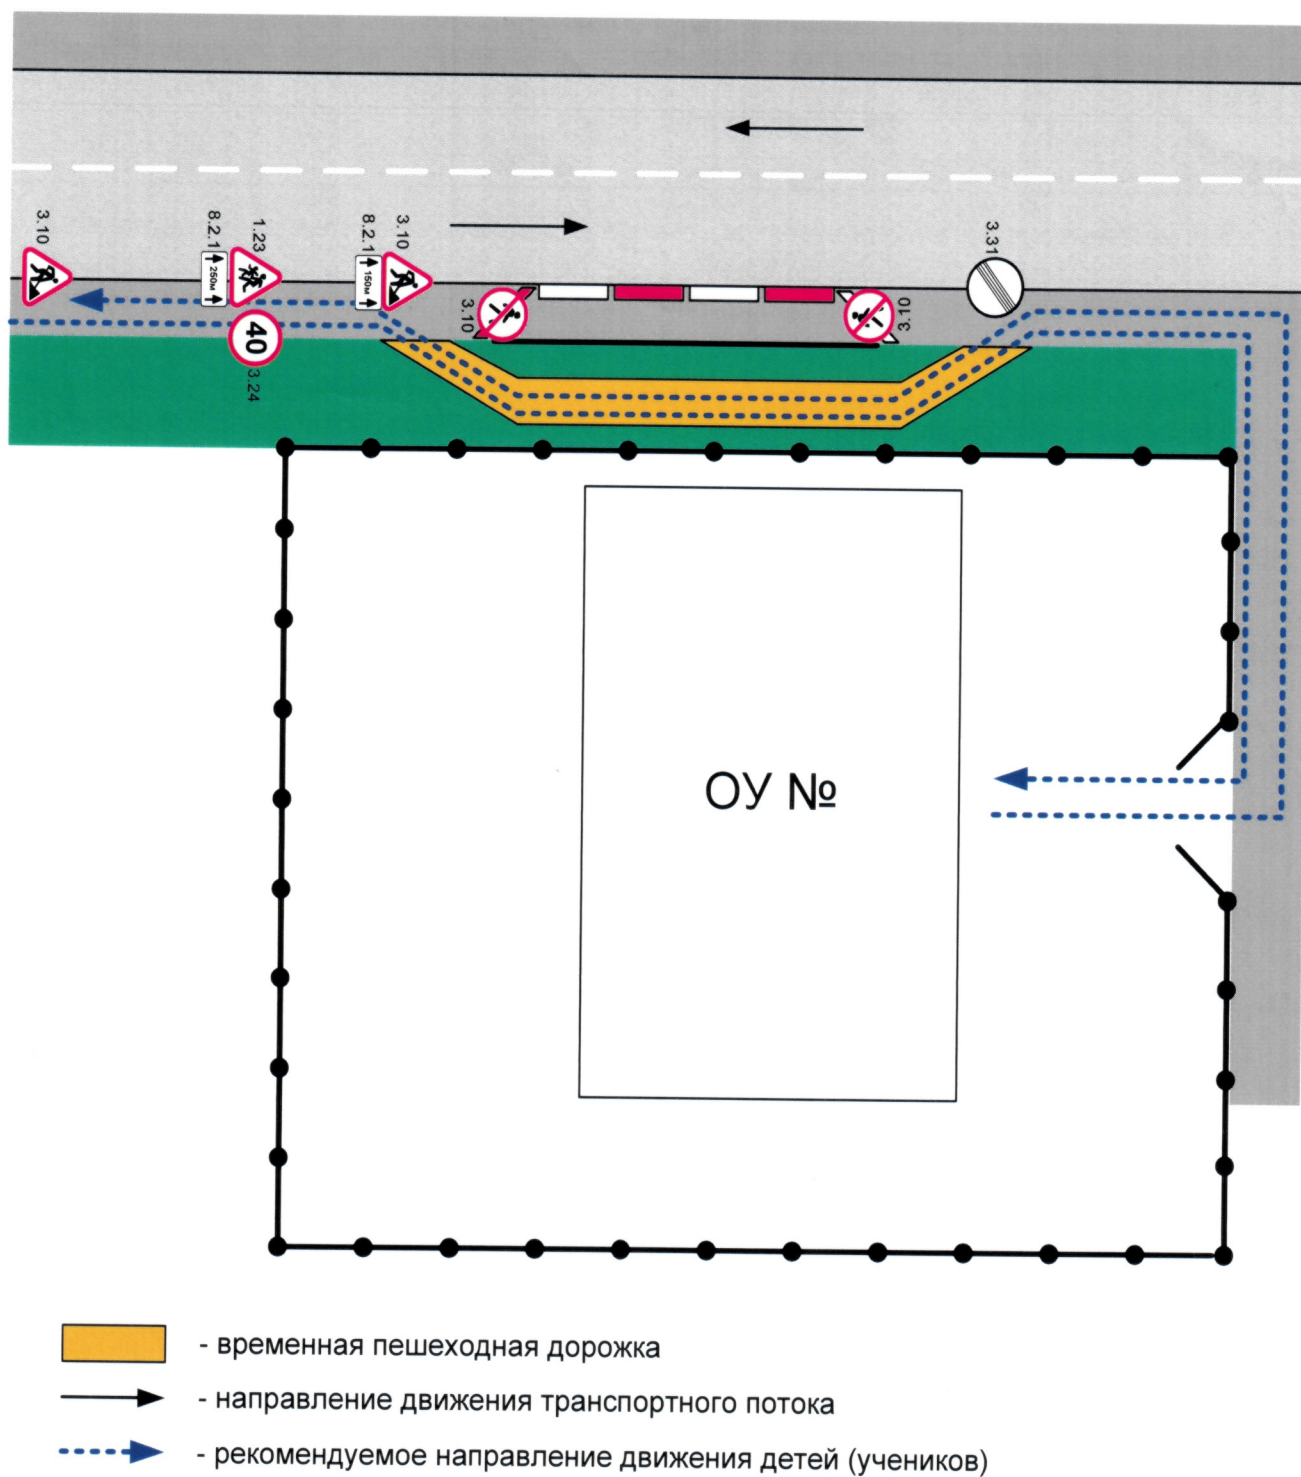 3.10
8.2.1
250м
1.23
40
3.24
8.2.1
150м
3.10
3.10
3.10
3.31
ОУ №
- временная пешеходная дорожка
- направление движения транспортного потока
- рекомендуемое направление движения детей (учеников)